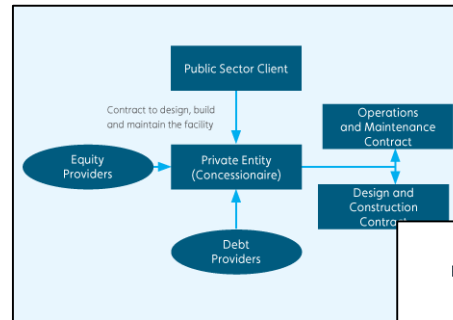 Public Sector Client
Contract to design, build
and maintain the facility
Operations
and Maintenance
Contract
Equity
Providers
Private Entity
(Concessionaire)
Design and
Construction
Contract
Debt
Providers